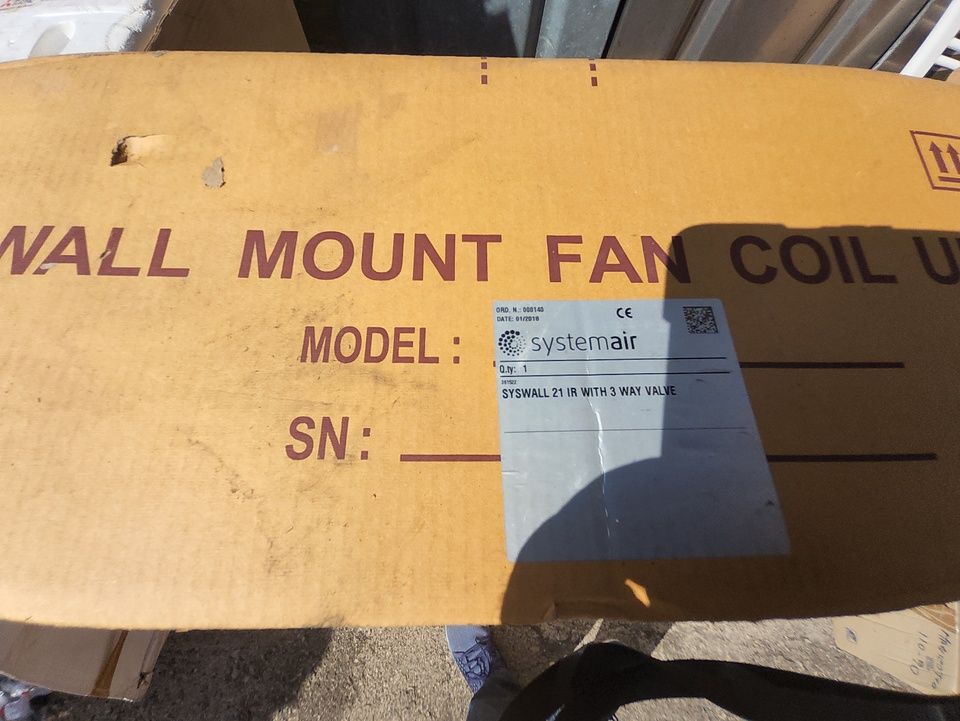 WALL MOUNT FAN COIL
MODEL:
SN:
ORD. N.: 008140
DATE: 01/2018
CE
systemair
Q.ty: 1
SYSWALL 21 IR WITH 3 WAY VALVE